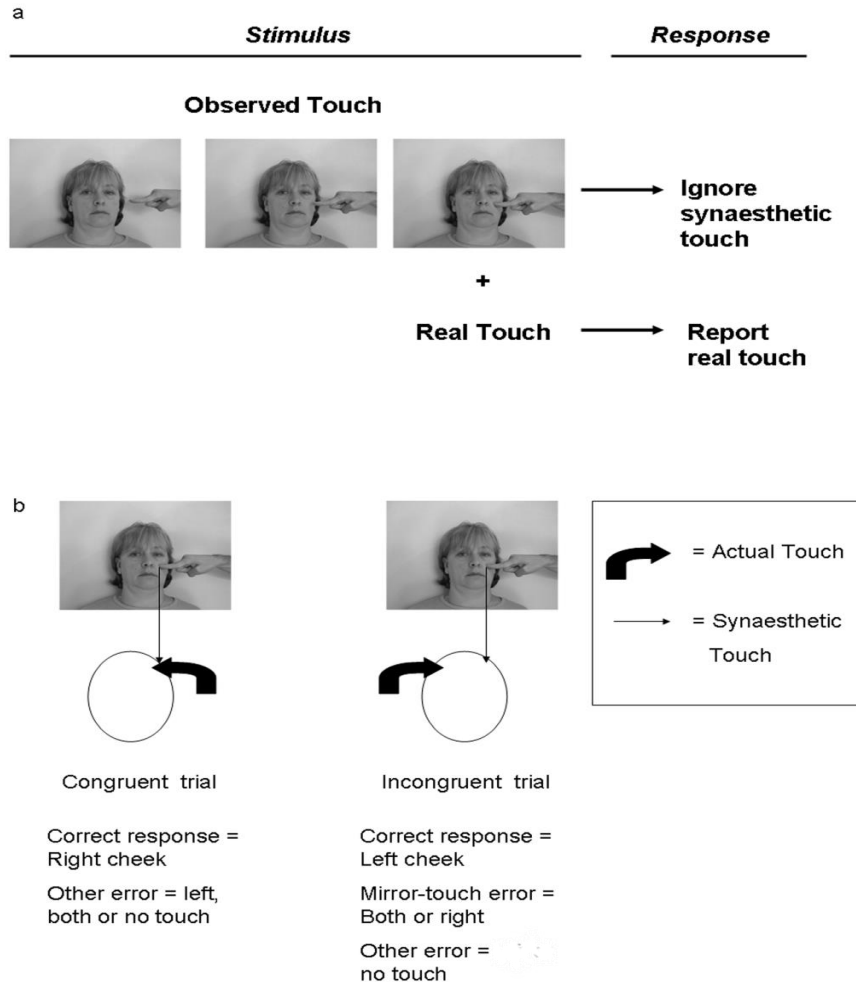 a
Stimulus Response
Observed Touch
Ignore
synaesthetic
touch
+
Real Touch
Report
real touch
b
= Actual Touch
= Synaesthetic
Touch
Congruent trial
Correct response =
Right cheek
Other error = left,
both or no touch
Incongruent trial
Correct response =
Left cheek
Mirror-touch error =
Both or right
Other error =
no touch